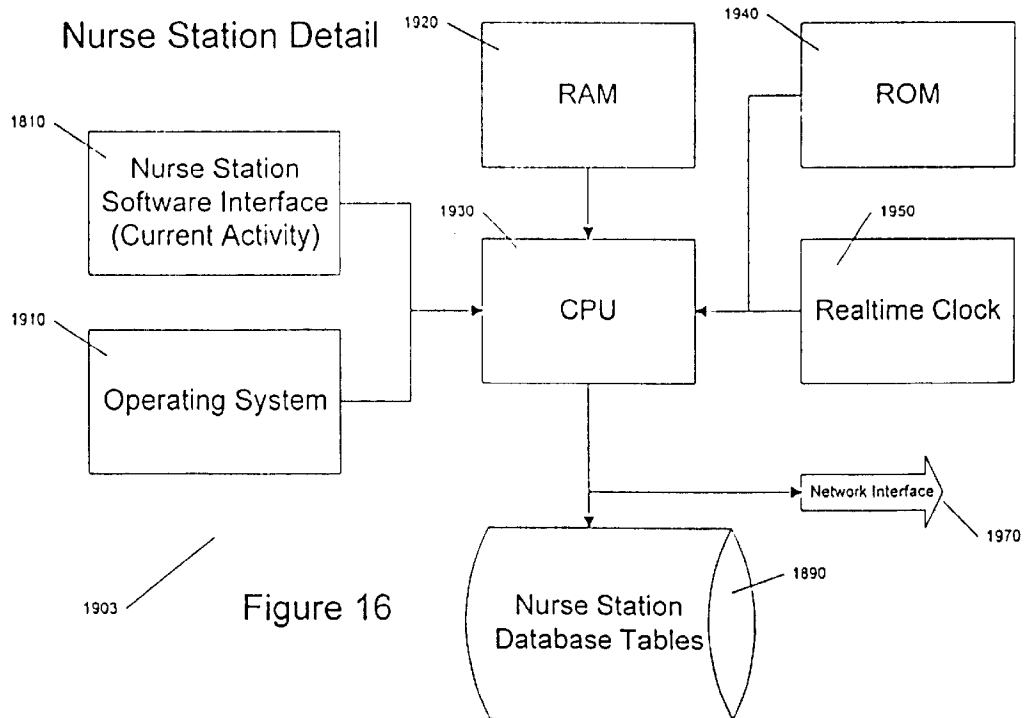 Nurse Station Detail
1920
RAM
1940
ROM
1810
Nurse Station
Software Interface
(Current Activity)
1930
CPU
1950
Realtime Clock
1910
Operating System
Network Interface
1970
1903
Figure 16
1890
Nurse Station
Database Tables